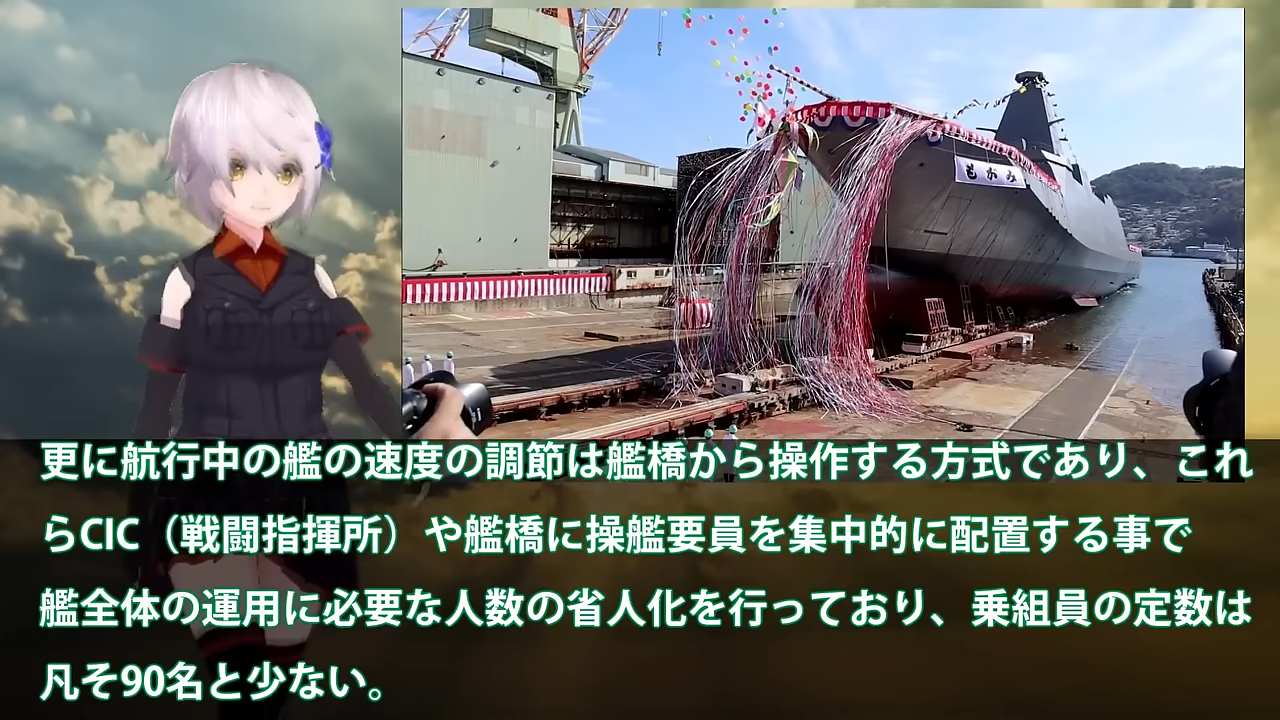 もがみ
更に航行中の艦の速度の調節は艦橋から操作する方式であり、これ
らCIC（戦闘指揮所）や艦橋に操艦要員を集中的に配置する事で
艦全体の運用に必要な人数の省人化を行っており、乗組員の定数は
凡そ90名と少ない。